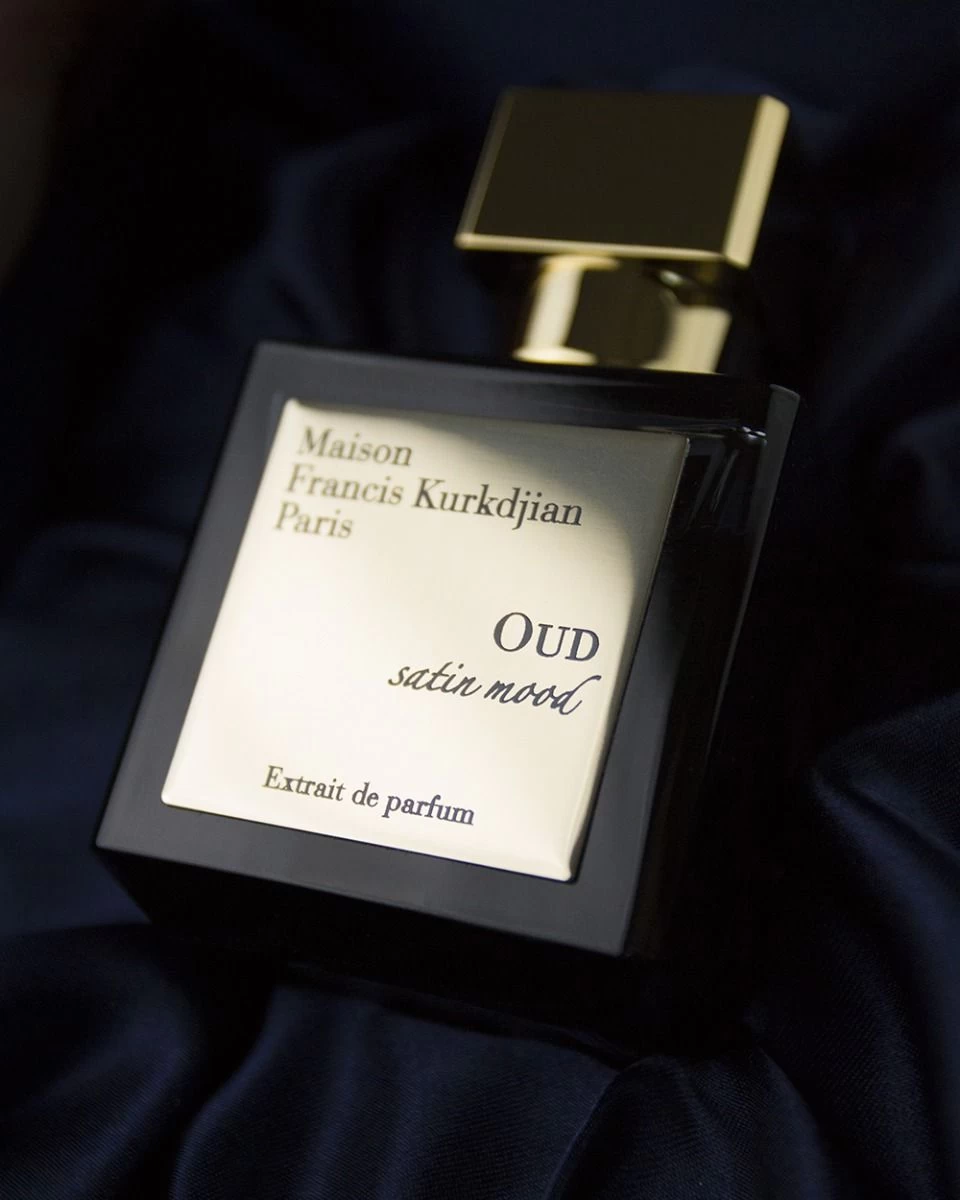 Maison
Francis Kurkdjian
Paris
OUD
satin mood
Extrait de parfum